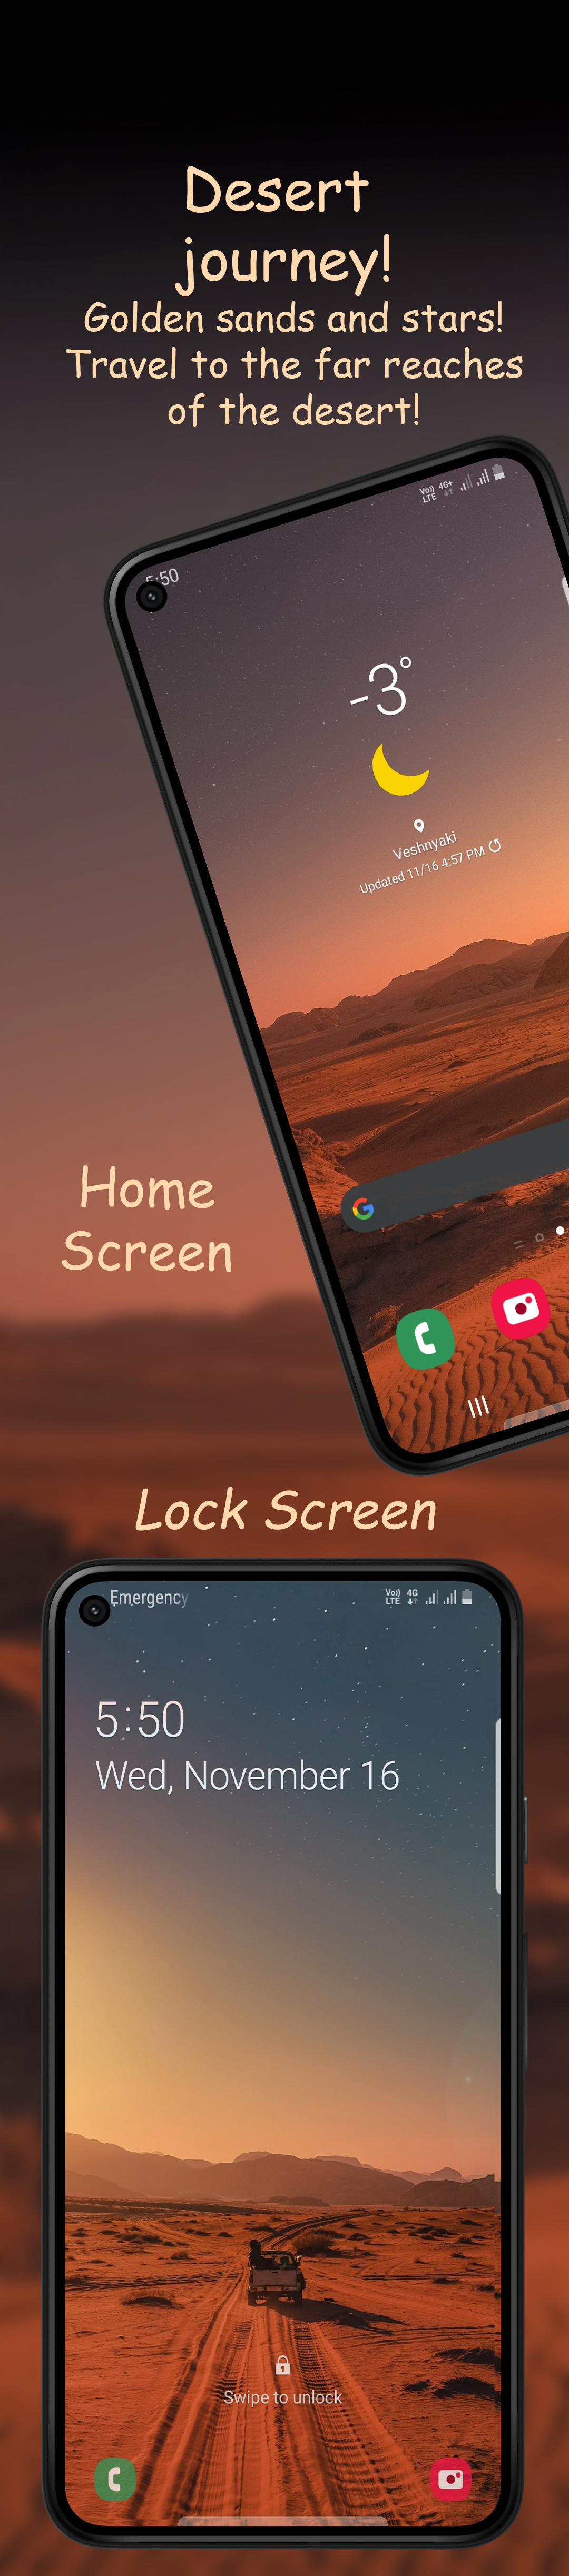 Desert
journey!
Golden sands and stars!
Travel to the far reaches
of the desert!
5:50
Vo))
LTE
4G+
-3°
Veshnyaki
Updated 11/16 4:57 PM
G
Home
Screen
Lock Screen
Emergency
Vo))
LTE
4G
5:50
Wed, November 16
Swipe to unlock